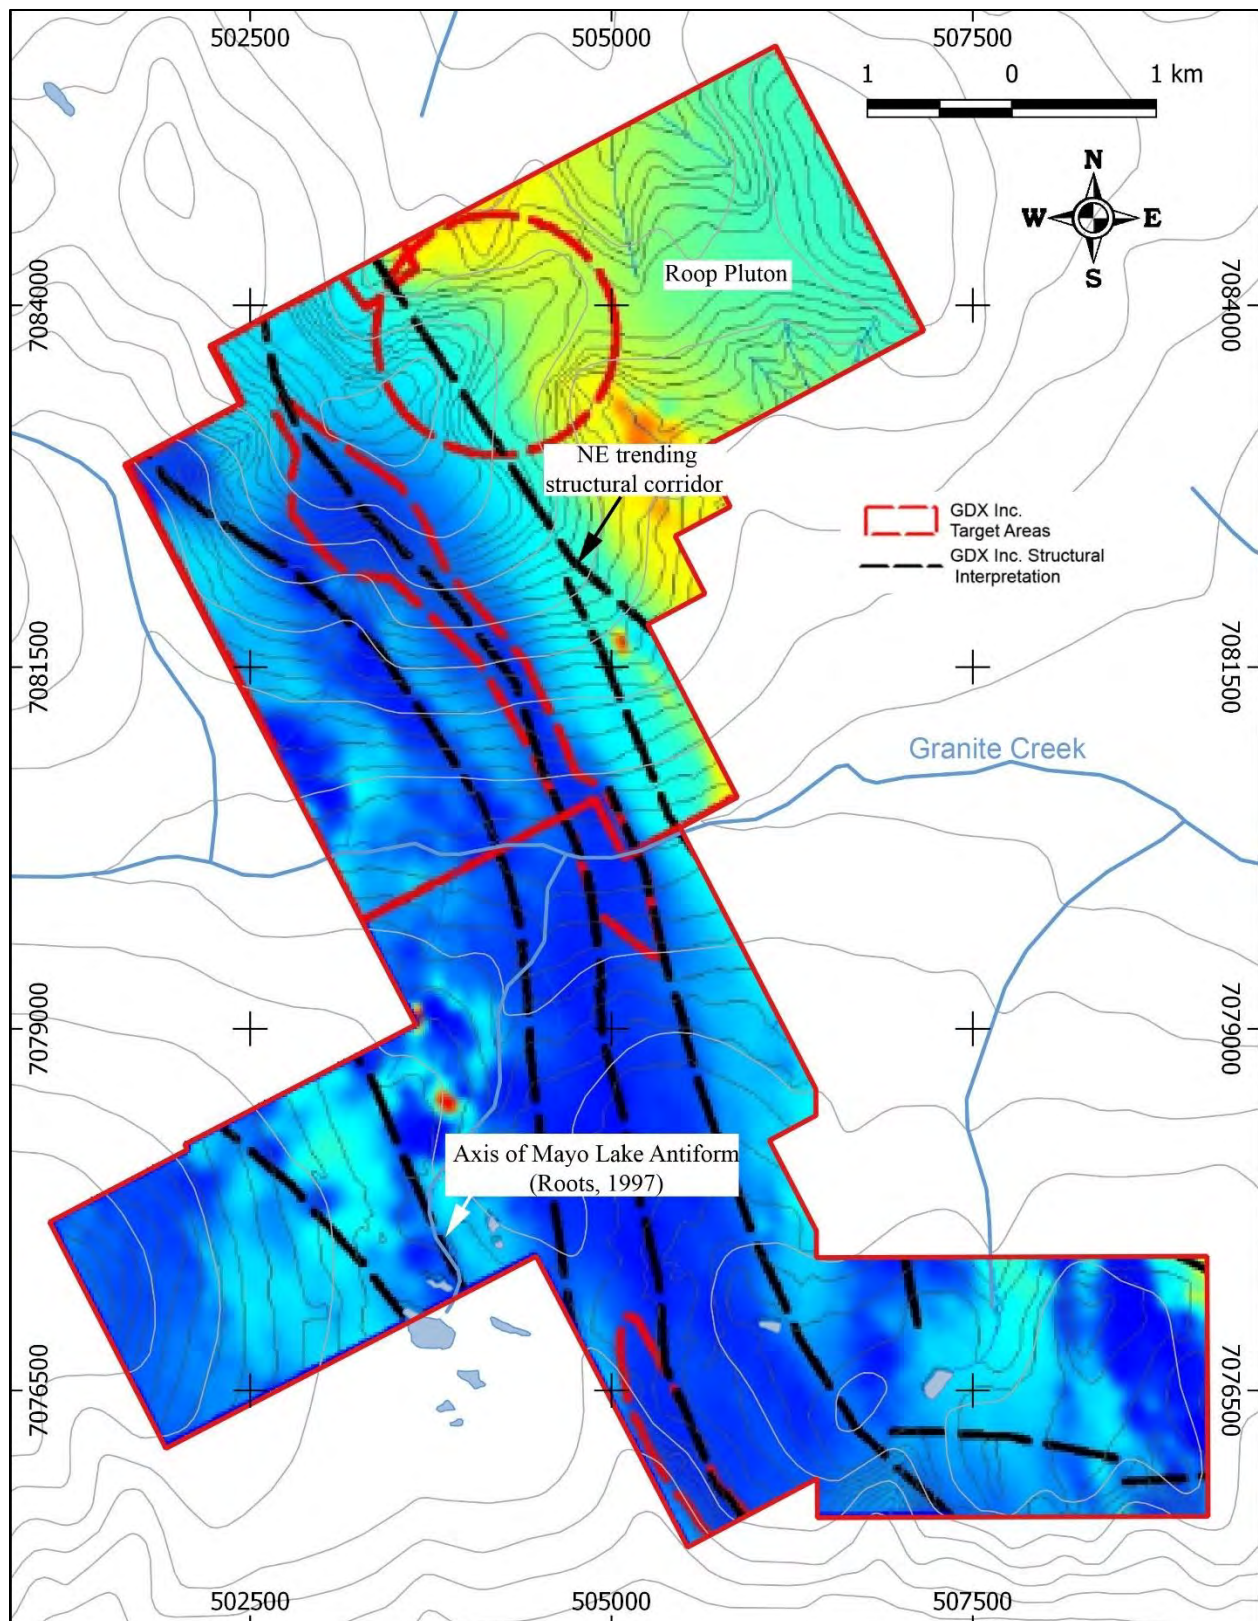 502500
505000
507500
1
0
1 km
N
W
E
S
7084000
7084000
Roop Pluton
NE trending
structural corridor
GDX Inc.
Target Areas
GDX Inc. Structural
Interpretation
7081500
7081500
Granite Creek
7079000
7079000
Axis of Mayo Lake Antiform
(Roots, 1997)
7076500
7076500
502500
505000
507500